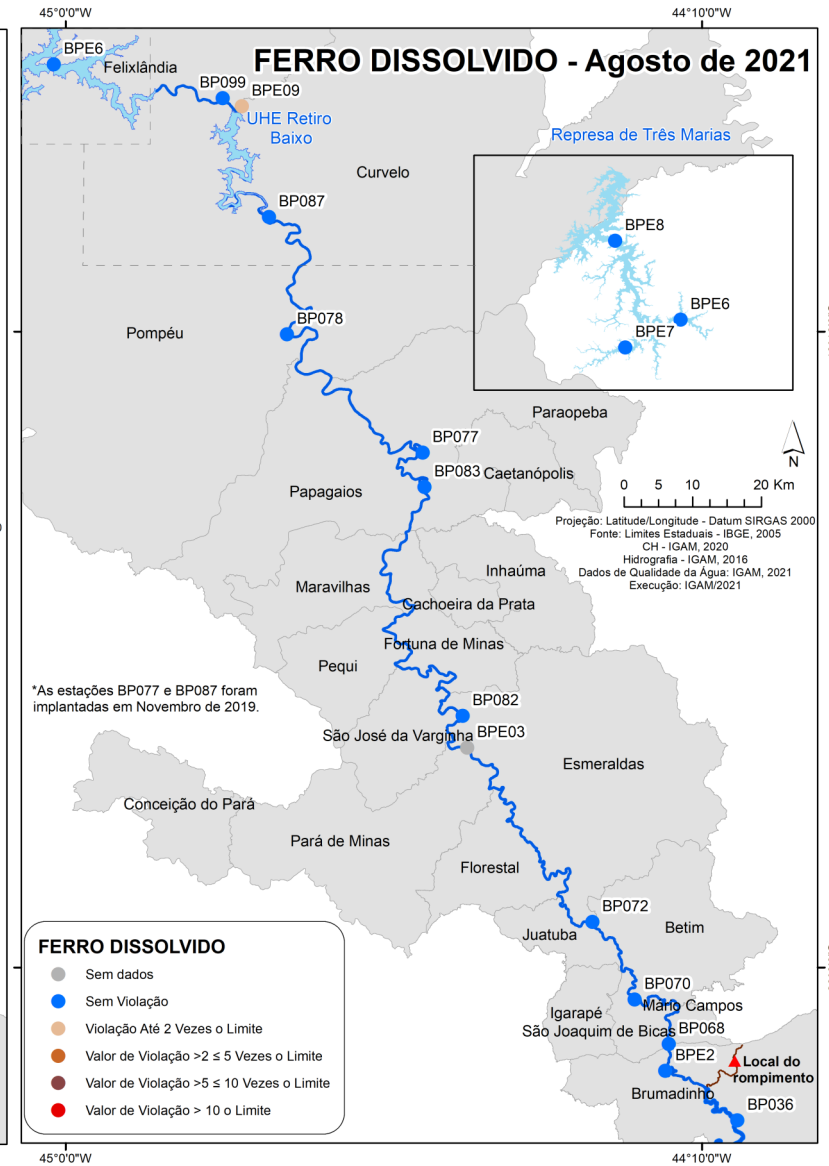 45°0'0"W
44°10'0"W
FERRO DISSOLVIDO - Agosto de 2021
BPE6
Felixlândia
BP099
BPE09
UHE Retiro
Baixo
Represa de Três Marias
Curvelo
BP087
BPE8
BPE6
BPE7
BP078
Pompéu
Paraopeba
BP077
N
BP083
Caetanópolis
0 5 10 20 Km
Papagaios
Projeção: Latitude/Longitude - Datum SIRGAS 2000
Fonte: Limites Estaduais - IBGE, 2005
CH - IGAM, 2020
Hidrografia - IGAM, 2016
Dados de Qualidade da Água: IGAM, 2021
Execução: IGAM/2021
Inhaúma
Maravilhas
Cachoeira da Prata
Fortuna de Minas
Pequi
*As estações BP077 e BP087 foram
implantadas em Novembro de 2019.
BP082
São José da Varginha
BPE03
Esmeraldas
Conceição do Pará
Pará de Minas
Florestal
BP072
Juatuba
Betim
BP070
Mário Campos
Igarapé
São Joaquim de Bicas
BP068
BPE2
Local do
rompimento
Brumadinho
BP036
FERRO DISSOLVIDO
Sem dados
Sem Violação
Violação Até 2 Vezes o Limite
Valor de Violação >2 ≤ 5 Vezes o Limite
Valor de Violação >5 ≤ 10 Vezes o Limite
Valor de Violação > 10 o Limite
45°0'0"W
44°10'0"W